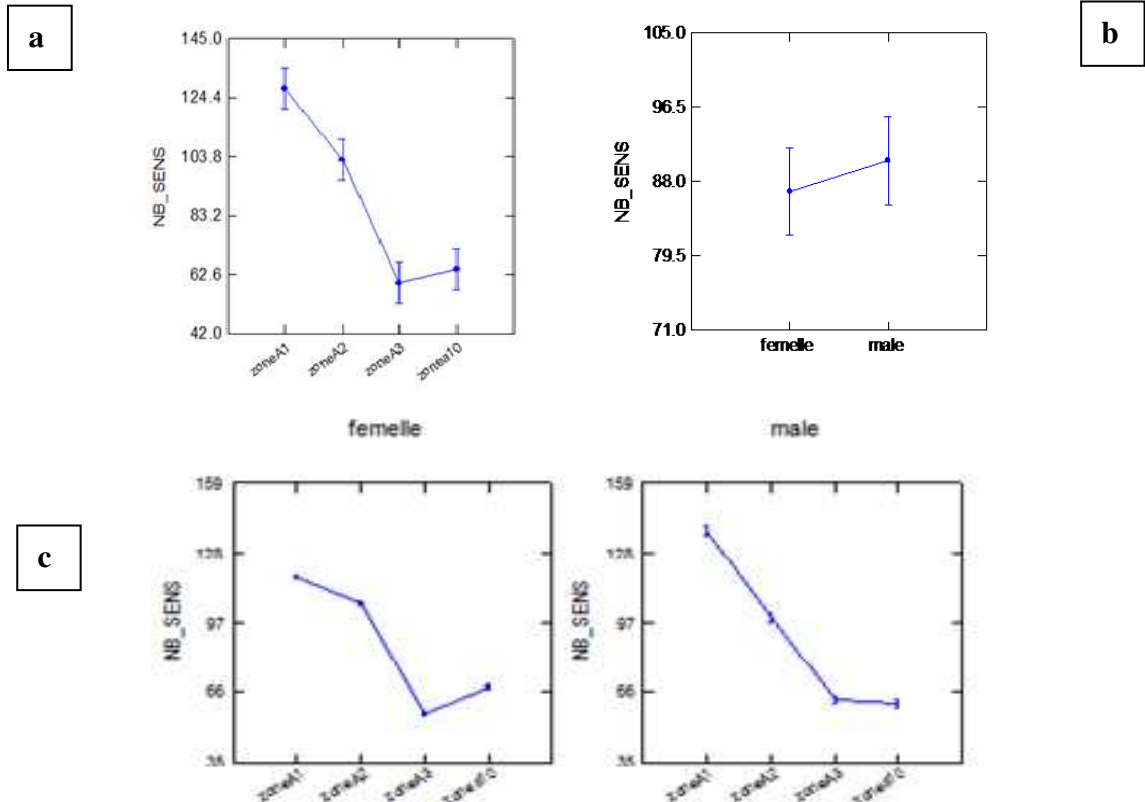 a
b
145.0
124.4
103.8
83.2
62.6
42.0
NB_SENS
zoneA1
zoneA2
zoneA3
zonea10
105.0
96.5
88.0
79.5
71.0
NB_SENS
femelle
male
c
femelle
159
128
97
66
35
NB_SENS
zoneA1
zoneA2
zoneA3
zonea10
male
159
128
97
66
35
NB_SENS
zoneA1
zoneA2
zoneA3
zonea10